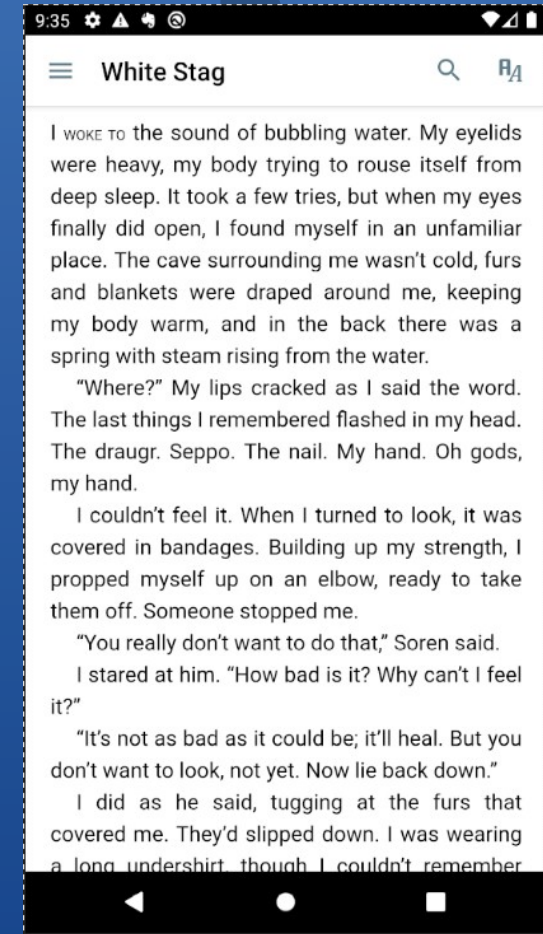 9:35
White Stag
AA
I WOKE TO the sound of bubbling water. My eyelids
were heavy, my body trying to rouse itself from
deep sleep. It took a few tries, but when my eyes
finally did open, I found myself in an unfamiliar
place. The cave surrounding me wasn’t cold, furs
and blankets were draped around me, keeping
my body warm, and in the back there was a
spring with steam rising from the water.
“Where?” My lips cracked as I said the word.
The last things I remembered flashed in my head.
The draugr. Seppo. The nail. My hand. Oh gods,
my hand.
I couldn’t feel it. When I turned to look, it was
covered in bandages. Building up my strength, I
propped myself up on an elbow, ready to take
them off. Someone stopped me.
“You really don’t want to do that,” Soren said.
I stared at him. “How bad is it? Why can’t I feel
it?”
“It’s not as bad as it could be; it’ll heal. But you
don’t want to look, not yet. Now lie back down.”
I did as he said, tugging at the furs that
covered me. They’d slipped down. I was wearing
a long undershirt, though I couldn’t remember